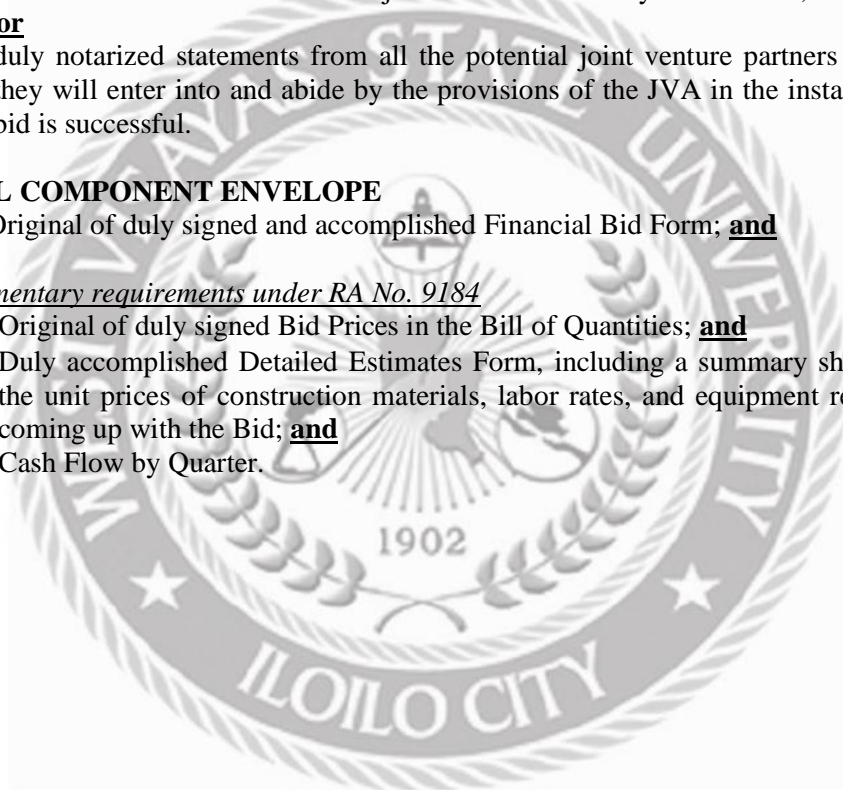 or
duly notarized statements from all the potential joint venture partners
they will enter into and abide by the provisions of the JVA in the insta
bid is successful.
L COMPONENT ENVELOPE
Original of duly signed and accomplished Financial Bid Form; and
mentary requirements under RA No. 9184
Original of duly signed Bid Prices in the Bill of Quantities; and
Duly accomplished Detailed Estimates Form, including a summary sh
the unit prices of construction materials, labor rates, and equipment re
coming up with the Bid; and
Cash Flow by Quarter.
WEST VISAYAS STATE UNIVERSITY
1902
ILOILO CITY